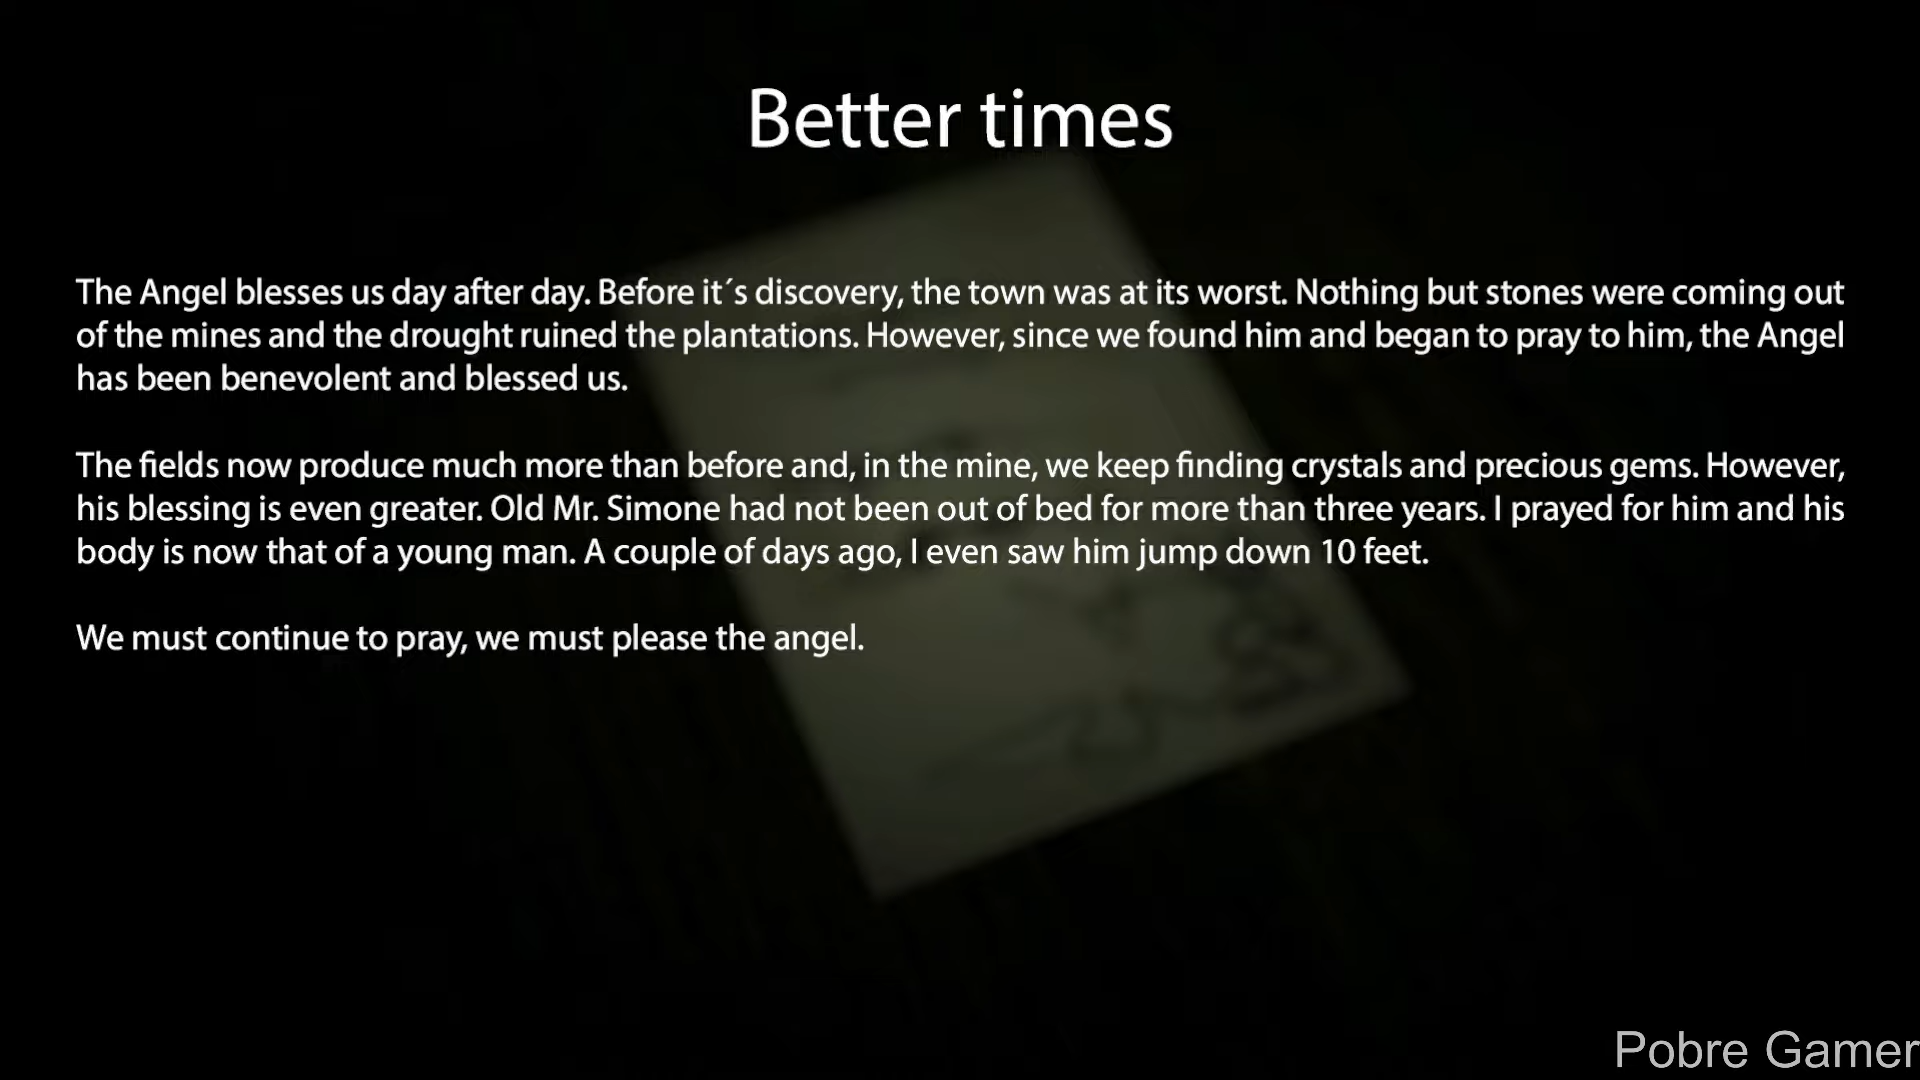 Better times
The Angel blesses us day after day. Before it´s discovery, the town was at its worst. Nothing but stones were coming out
of the mines and the drought ruined the plantations. However, since we found him and began to pray to him, the Angel
has been benevolent and blessed us.
The fields now produce much more than before and, in the mine, we keep finding crystals and precious gems. However,
his blessing is even greater. Old Mr. Simone had not been out of bed for more than three years. I prayed for him and his
body is now that of a young man. A couple of days ago, I even saw him jump down 10 feet.
We must continue to pray, we must please the angel.
Pobre Gamer